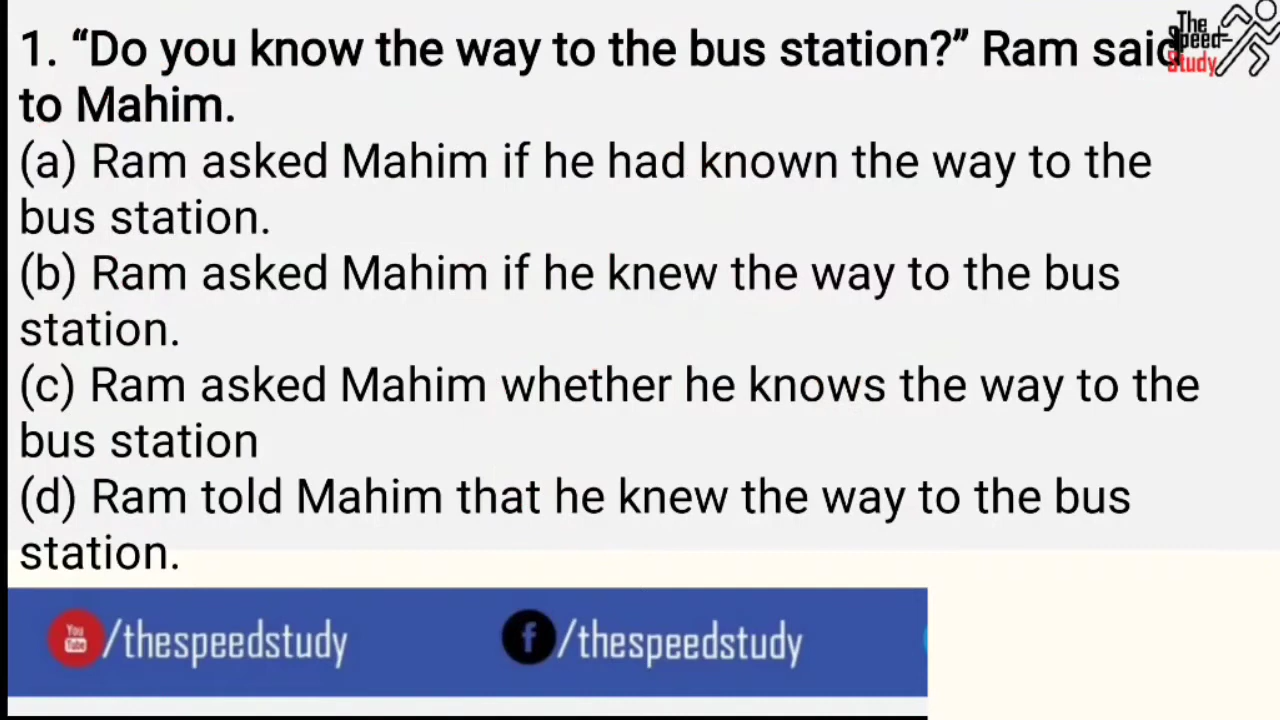 1. “Do you know the way to the bus station?” Ram said
to Mahim.
(a) Ram asked Mahim if he had known the way to the
bus station.
(b) Ram asked Mahim if he knew the way to the bus
station.
(c) Ram asked Mahim whether he knows the way to the
bus station
(d) Ram told Mahim that he knew the way to the bus
station.
The
Speed
Study
You
Tube
/thespeedstudy
f
/thespeedstudy